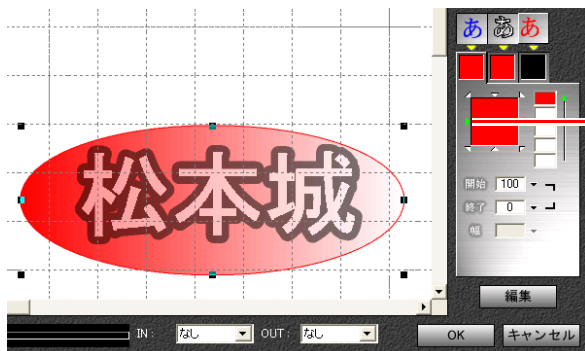 あ あ あ
松本城
開始 100
終了 0
幅
編集
IN: なし OUT: なし OK キャンセル